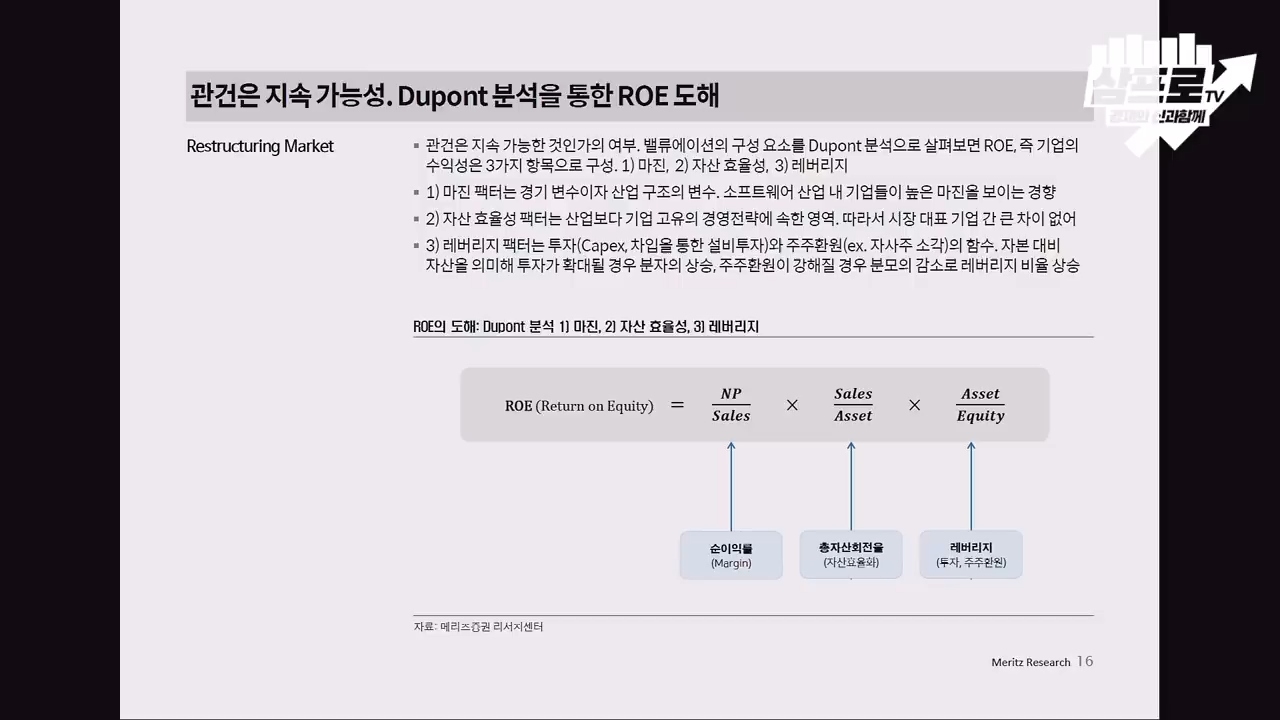 삼프로TV
경제의 신과함께
관건은 지속 가능성. Dupont 분석을 통한 ROE 도해
Restructuring Market
▪ 관건은 지속 가능한 것인가의 여부. 밸류에이션의 구성 요소를 Dupont 분석으로 살펴보면 ROE, 즉 기업의
수익성은 3가지 항목으로 구성. 1) 마진, 2) 자산 효율성, 3) 레버리지
▪ 1) 마진 팩터는 경기 변수이자 산업 구조의 변수. 소프트웨어 산업 내 기업들이 높은 마진을 보이는 경향
▪ 2) 자산 효율성 팩터는 산업보다 기업 고유의 경영전략에 속한 영역. 따라서 시장 대표 기업 간 큰 차이 없어
▪ 3) 레버리지 팩터는 투자(Capex, 차입을 통한 설비투자)와 주주환원(ex. 자사주 소각)의 함수. 자본 대비
자산을 의미해 투자가 확대될 경우 분자의 상승, 주주환원이 강해질 경우 분모의 감소로 레버리지 비율 상승
ROE의 도해: Dupont 분석 1) 마진, 2) 자산 효율성, 3) 레버리지
ROE (Return on Equity) = NP/Sales × Sales/Asset × Asset/Equity
순이익률 총자산회전율 레버리지
(Margin) (자산효율화) (투자, 주주환원)
자료: 메리츠증권 리서치센터
Meritz Research 16